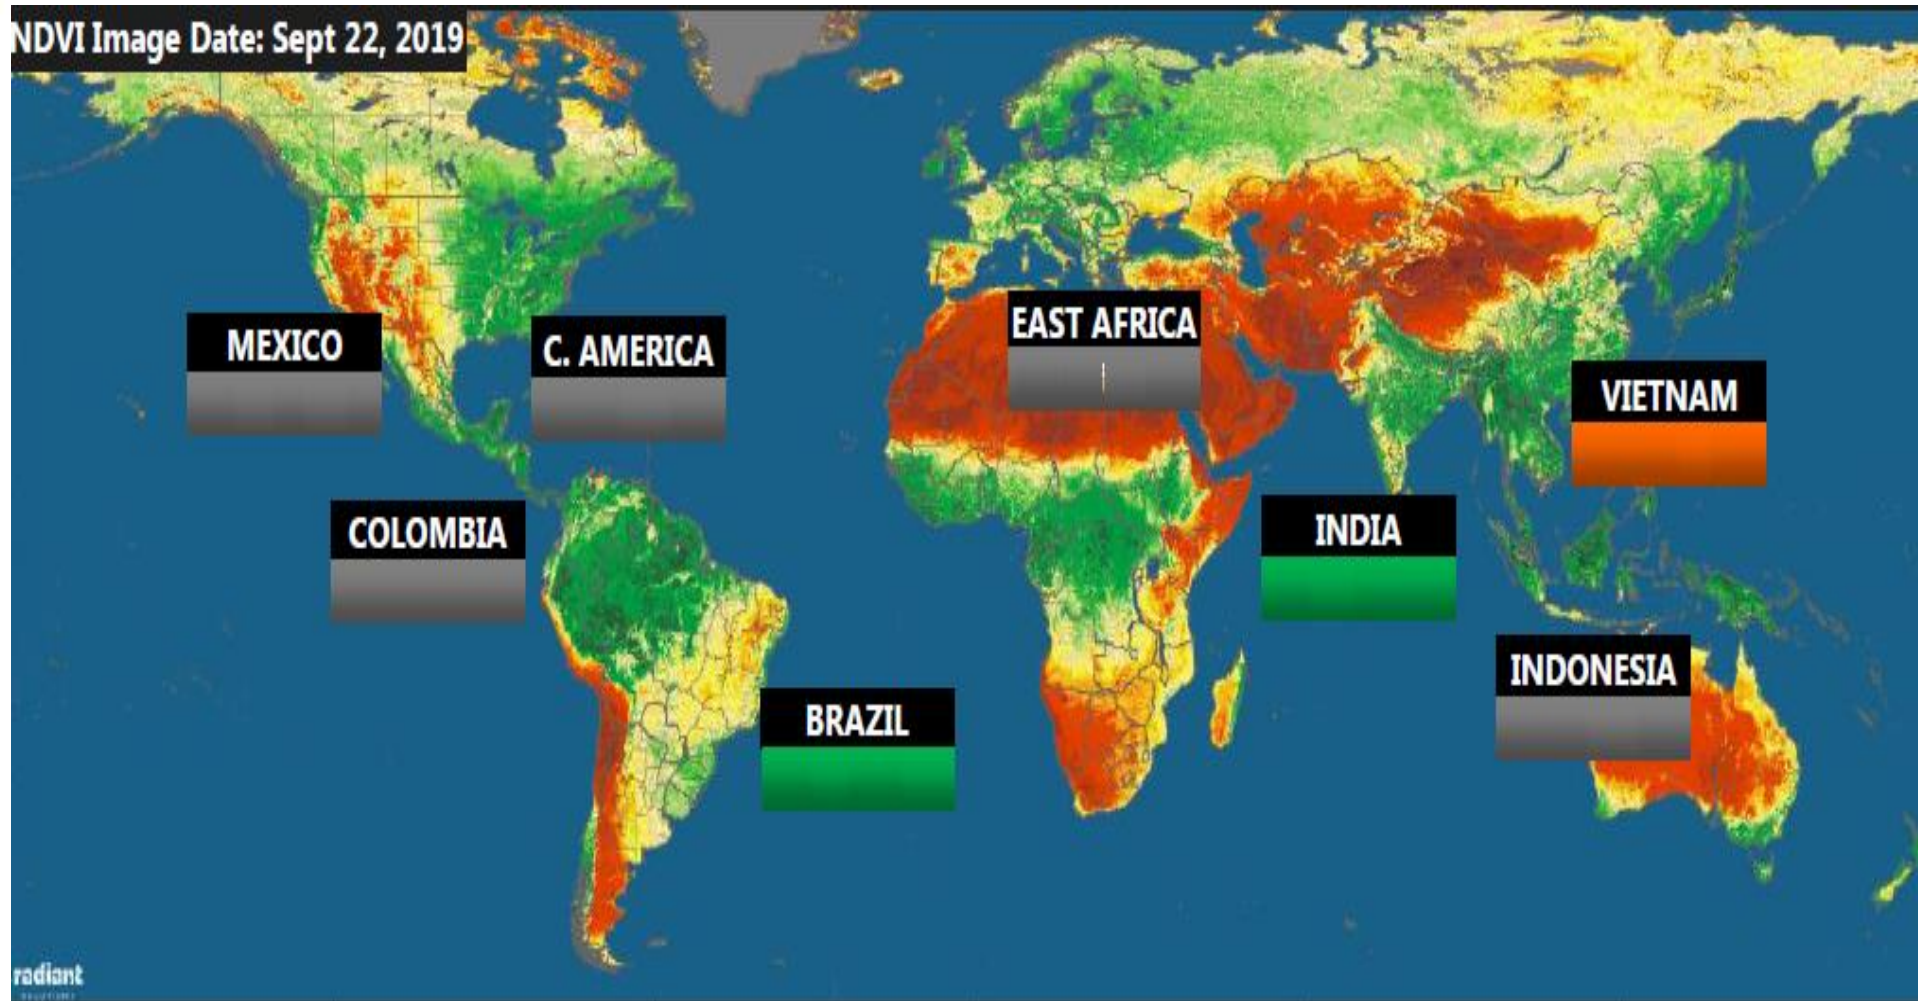 NDVI Image Date: Sept 22, 2019
EAST AFRICA
MEXICO
C. AMERICA
VIETNAM
COLOMBIA
INDIA
INDONESIA
BRAZIL
radiant